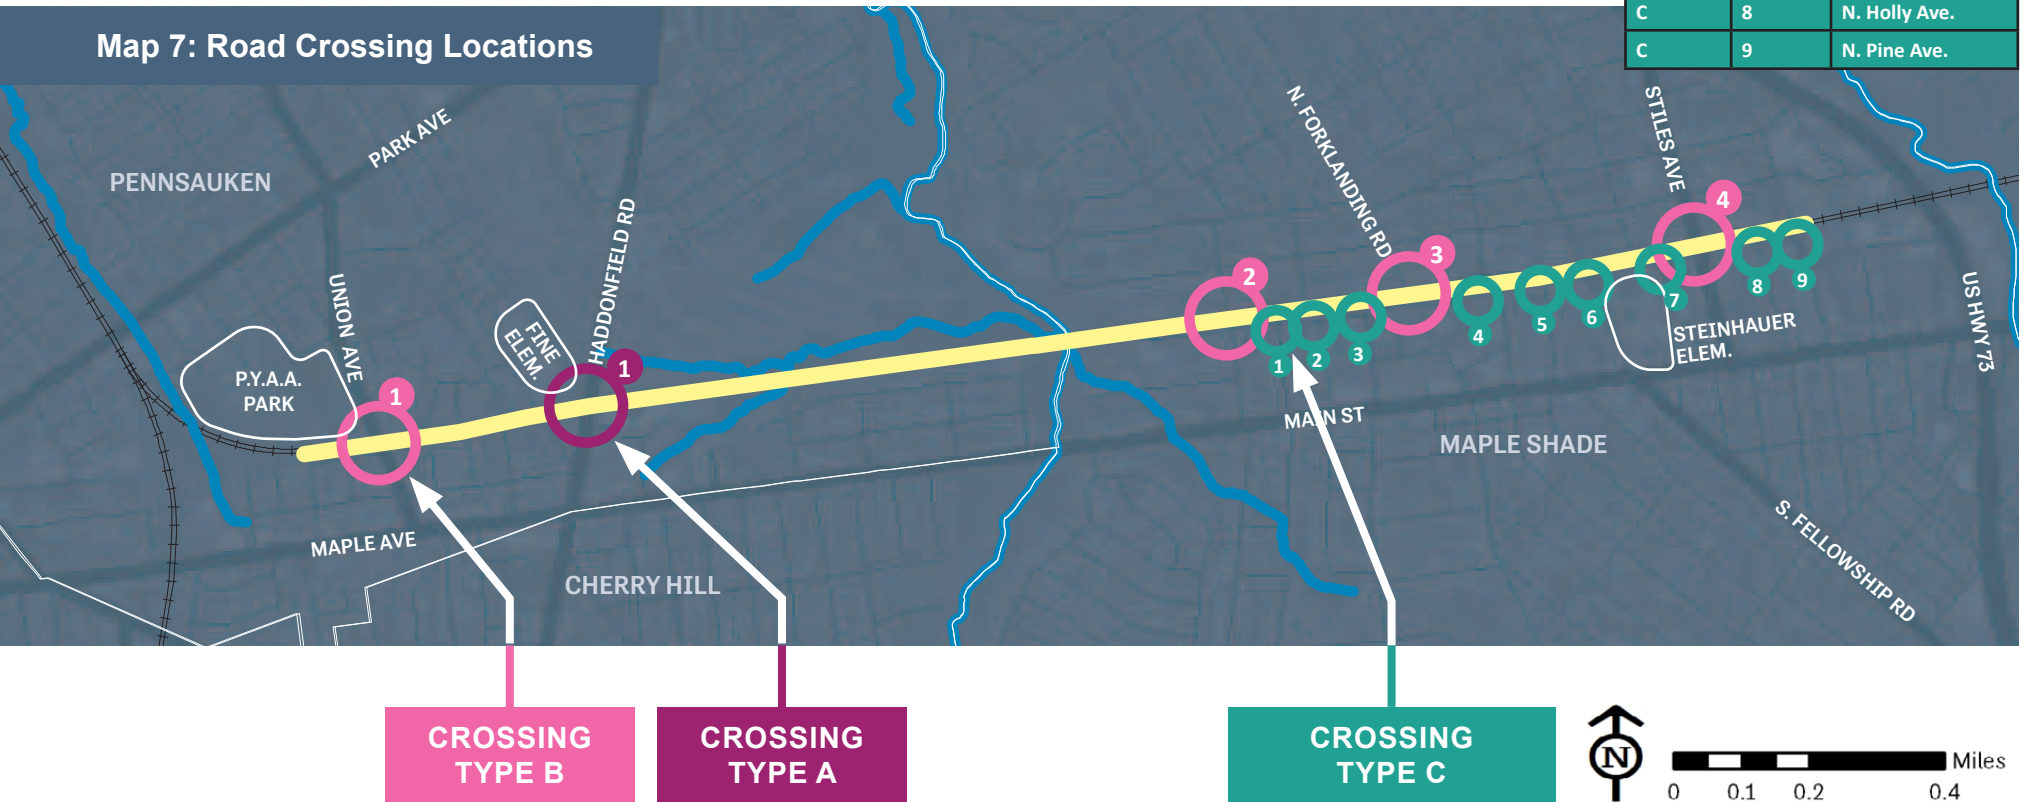 Map 7: Road Crossing Locations
C 8 N. Holly Ave.
C 9 N. Pine Ave.
PENNSAUKEN
PARK AVE
UNION AVE
HADDONFIELD RD
N. FORKLANDING RD
STILES AVE
US HWY 73
P.Y.A.A.
PARK
FINE
ELEM.
1
1
2
3
4
1
2
3
4
5
6
7
8
9
STEINHAUER
ELEM.
MAIN ST
MAPLE SHADE
MAPLE AVE
CHERRY HILL
S. FELLOWSHIP RD
CROSSING
TYPE B
CROSSING
TYPE A
CROSSING
TYPE C
N
Miles
0 0.1 0.2 0.4